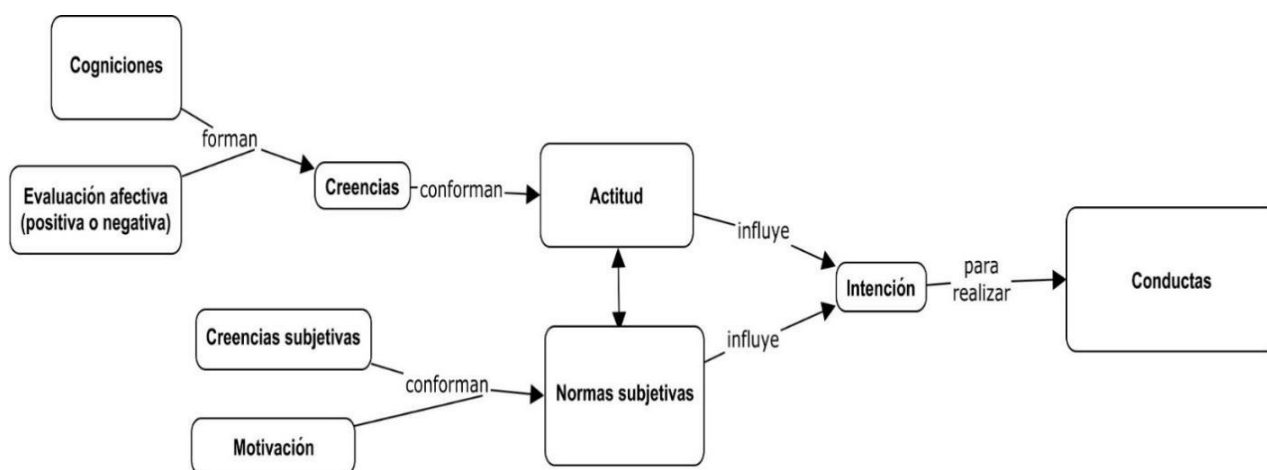 Cogniciones
forman
Evaluación afectiva
(positiva o negativa)
Creencias
conforman
Actitud
influye
Creencias subjetivas
conforman
Motivación
Normas subjetivas
influye
Intención
para
realizar
Conductas